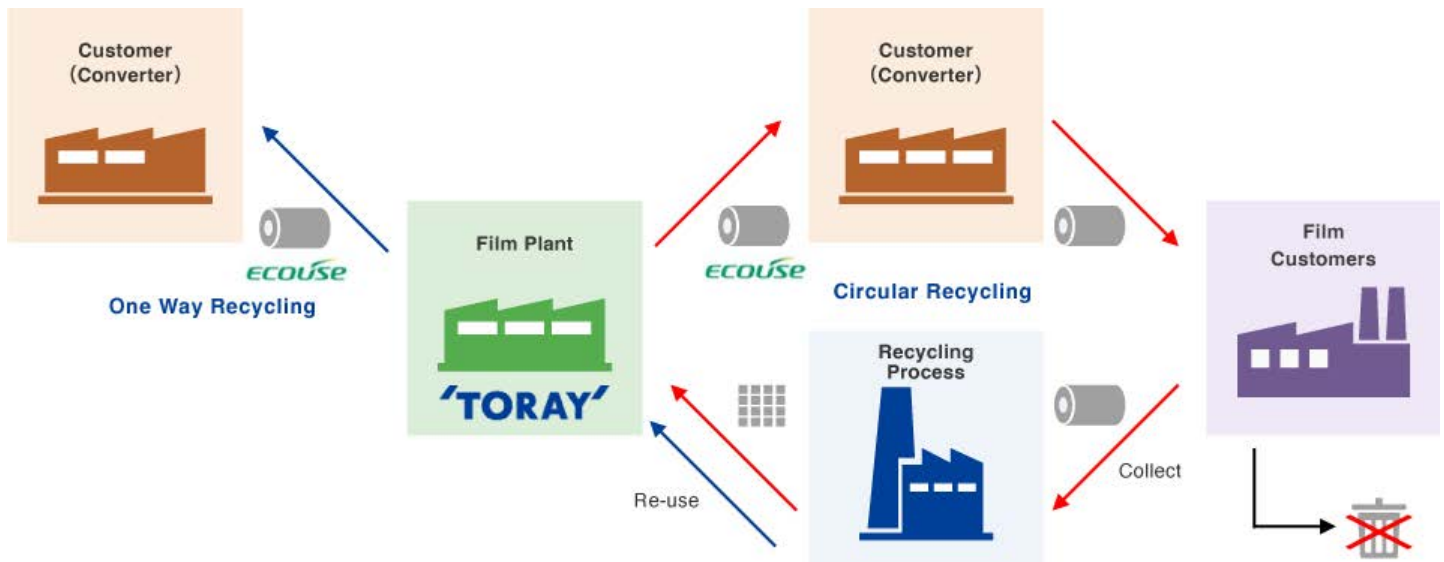 Customer
（Converter）
ECOUSE
One Way Recycling
Film Plant
'TORAY'
Customer
（Converter）
ECOUSE
Circular Recycling
Film
Customers
Recycling
Process
Re-use
Collect